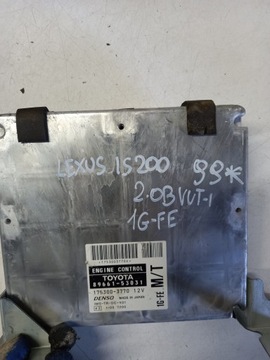 LEXUS IS200 99*
2.0B VVT-I
1G-FE
ENGINE CONTROL
TOYOTA
89661-53031
175300-3770 12V
DENSO MADE IN JAPAN
1G-FE M/T